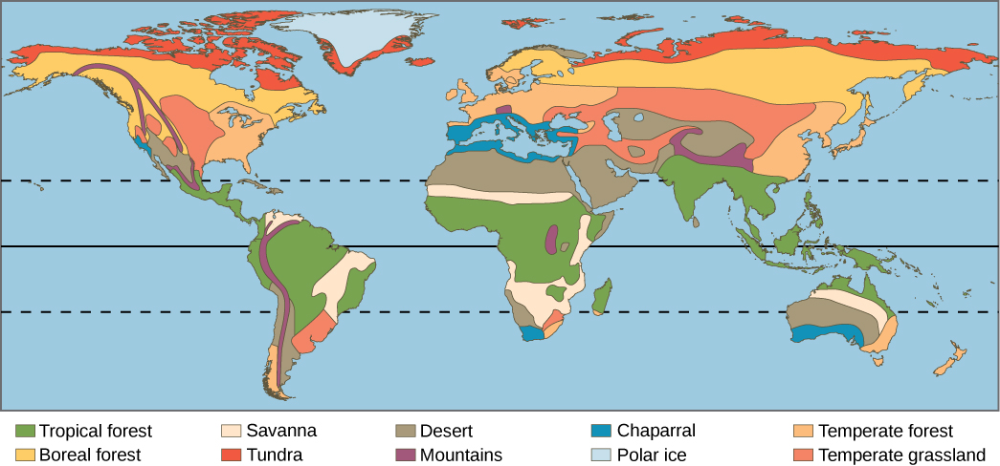 Tropical forest Savanna Desert Chaparral Temperate forest
Boreal forest Tundra Mountains Polar ice Temperate grassland